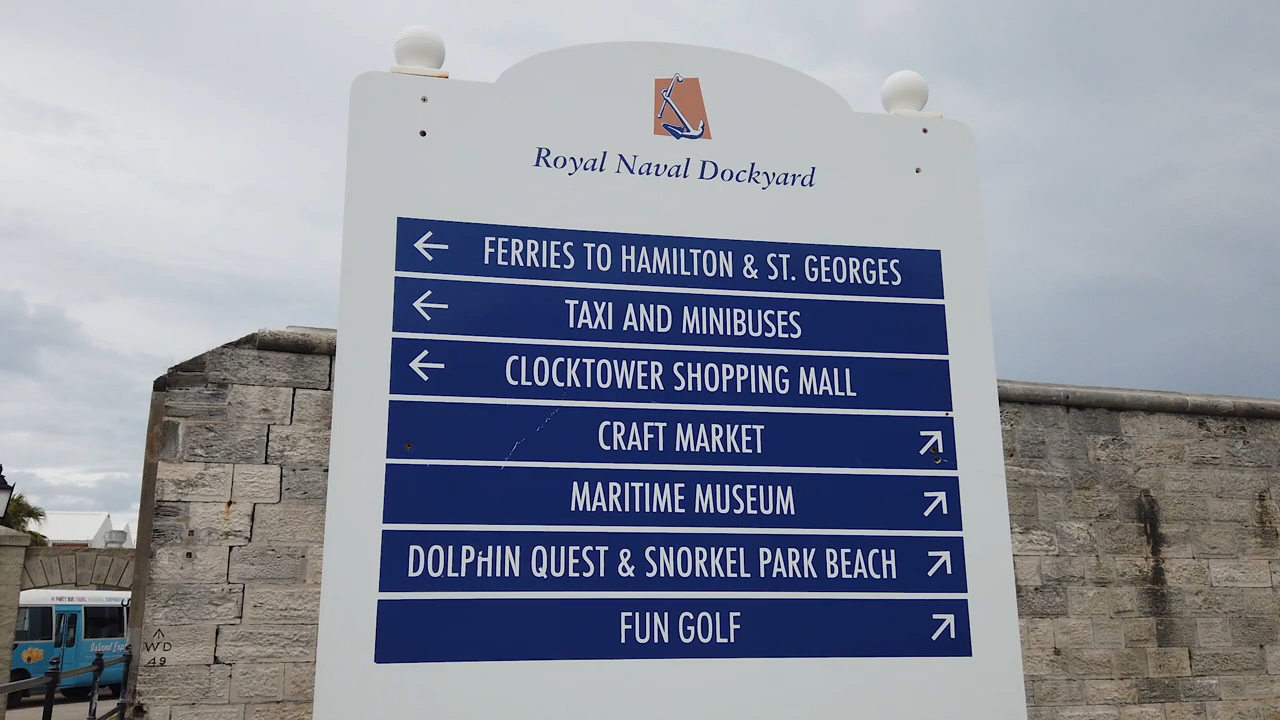 Royal Naval Dockyard
← FERRIES TO HAMILTON & ST. GEORGES
← TAXI AND MINIBUSES
← CLOCKTOWER SHOPPING MALL
CRAFT MARKET ↗
MARITIME MUSEUM ↗
DOLPHIN QUEST & SNORKEL PARK BEACH ↗
FUN GOLF ↗
WD
49
Island